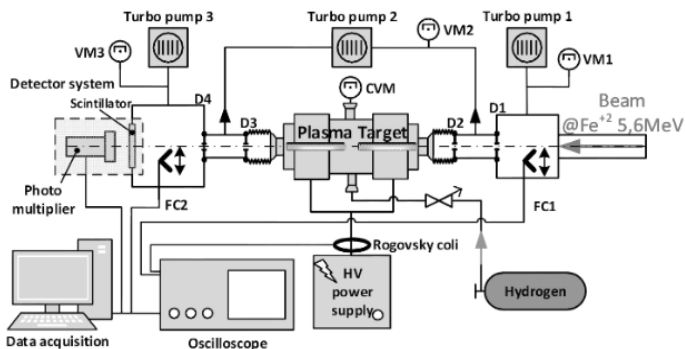 Turbo pump 3
Turbo pump 2
Turbo pump 1
VM3
VM2
VM1
Detector system
Scintillator
D4
D3
CVM
D2
D1
Beam
@Fe+2 5,6MeV
Plasma Target
Photo
multiplier
FC2
FC1
Rogovsky coli
HV
power
supply
Hydrogen
Data acquisition
Oscilloscope